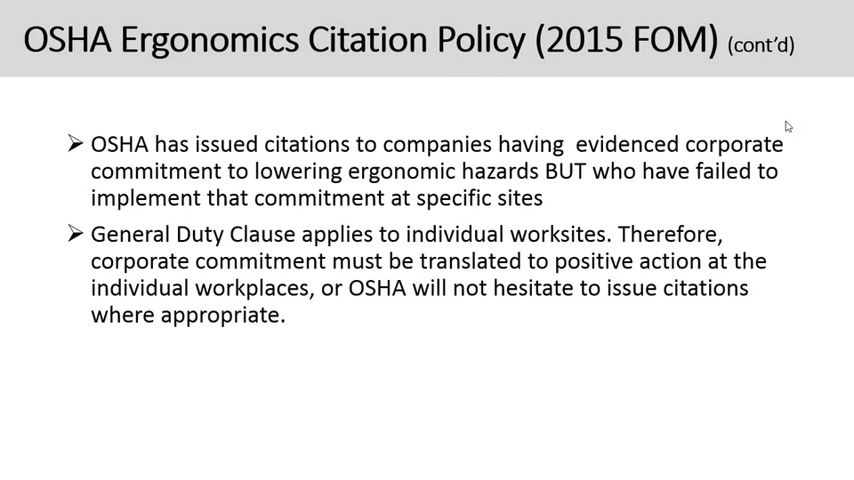 OSHA Ergonomics Citation Policy (2015 FOM) (cont’d)
➢ OSHA has issued citations to companies having  evidenced corporate
commitment to lowering ergonomic hazards BUT who have failed to
implement that commitment at specific sites
➢ General Duty Clause applies to individual worksites. Therefore,
corporate commitment must be translated to positive action at the
individual workplaces, or OSHA will not hesitate to issue citations
where appropriate.